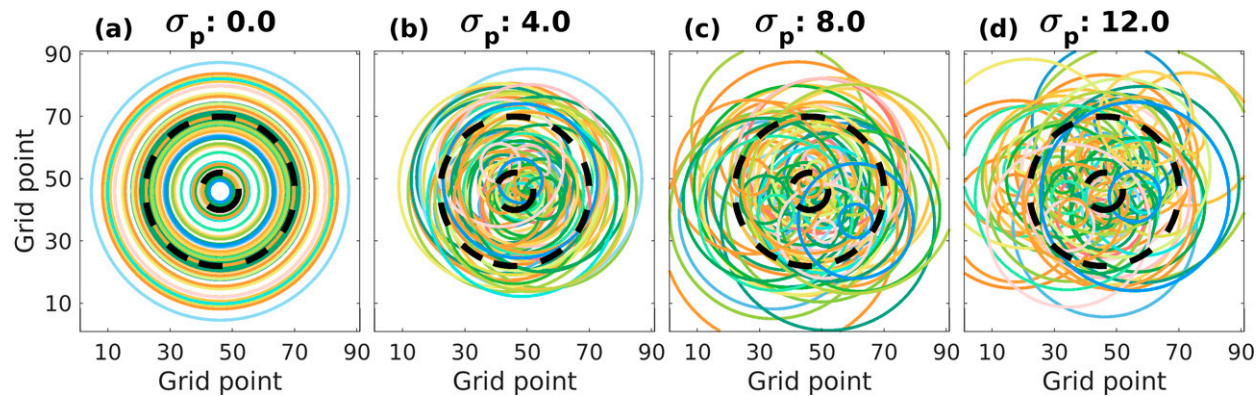 (a) σp: 0.0 (b) σp: 4.0 (c) σp: 8.0 (d) σp: 12.0
90
70
50
30
10
Grid point
10 30 50 70 90 10 30 50 70 90 10 30 50 70 90 10 30 50 70 90
Grid point Grid point Grid point Grid point